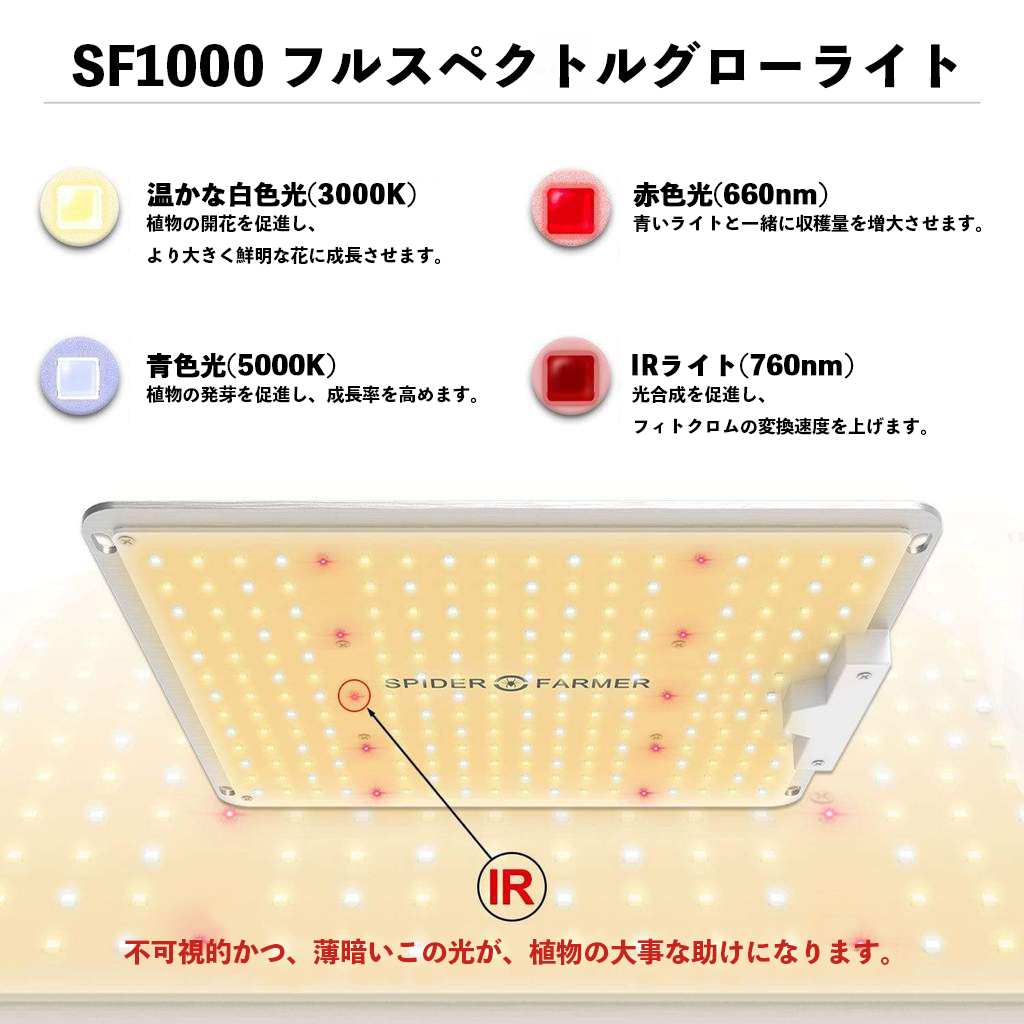 SF1000 フルスペクトルグローライト
温かな白色光(3000K)
植物の開花を促進し、
より大きく鮮明な花に成長させます。
赤色光(660nm)
青いライトと一緒に収穫量を増大させます。
青色光(5000K)
植物の発芽を促進し、成長率を高めます。
IRライト(760nm)
光合成を促進し、
フィトクロムの変換速度を上げます。
SPIDER FARMER
IR
不可視的かつ、薄暗いこの光が、植物の大事な助けになります。